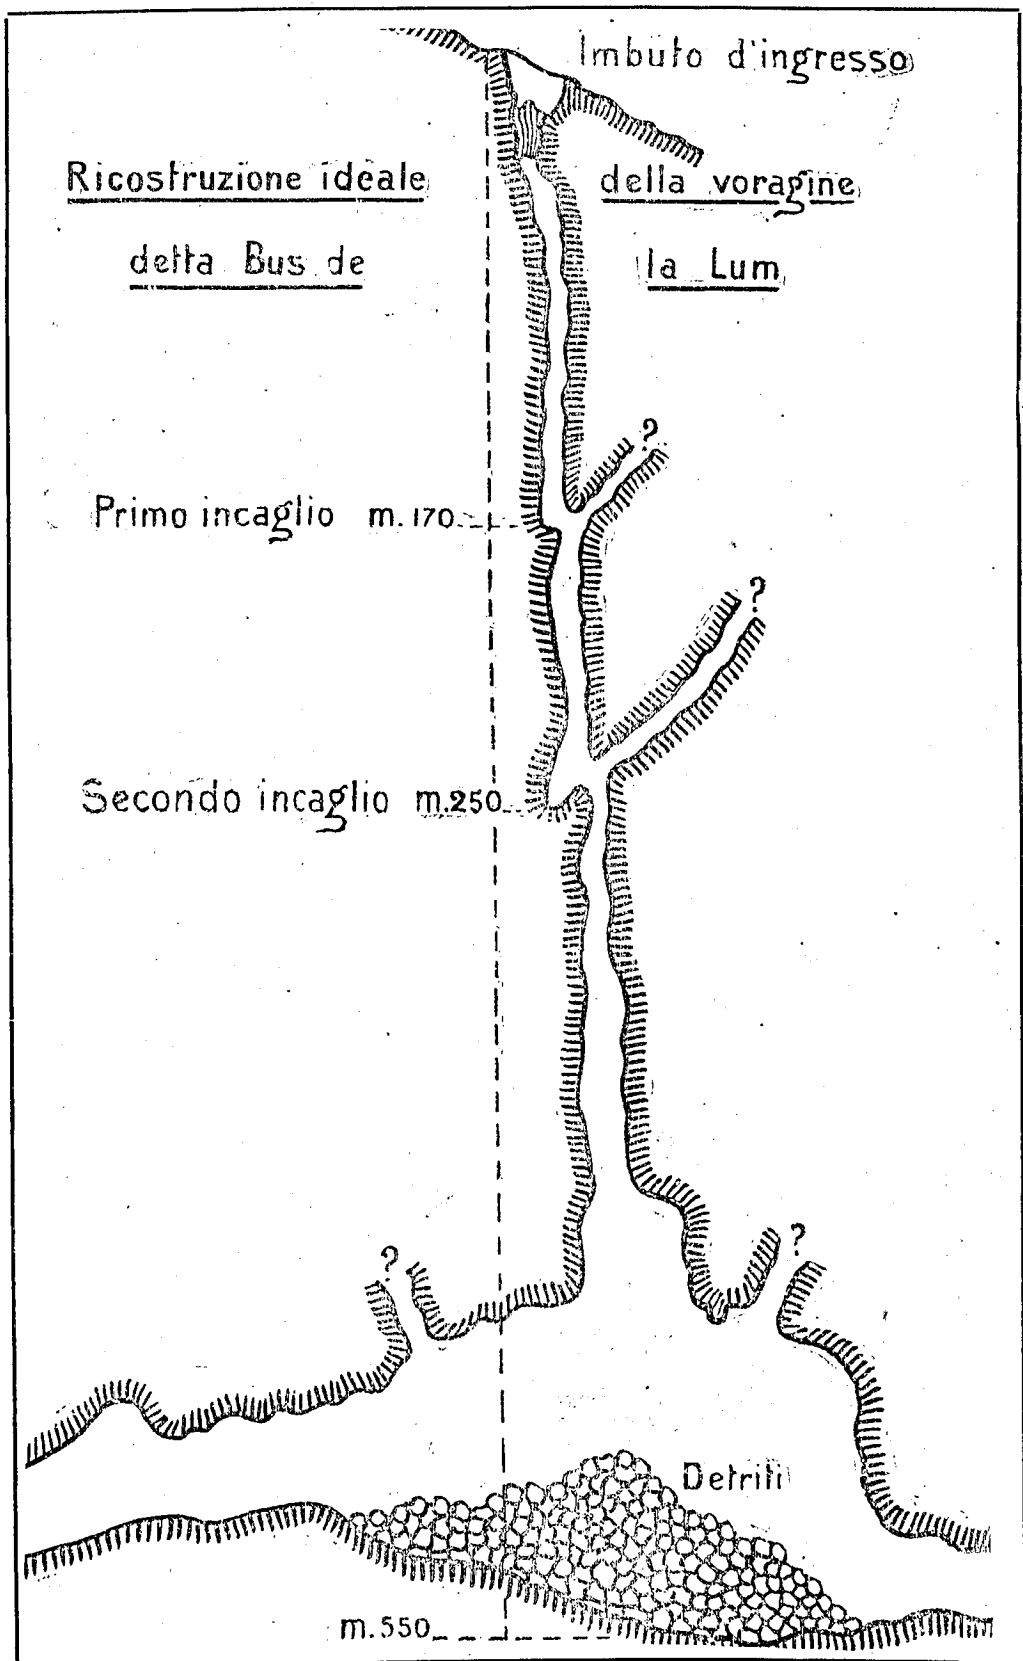 Imbuto d'ingresso
Ricostruzione ideale della voragine
detta Bus de la Lum
?
Primo incaglio m. 170
?
Secondo incaglio m.250
?
?
Detriti
m.550